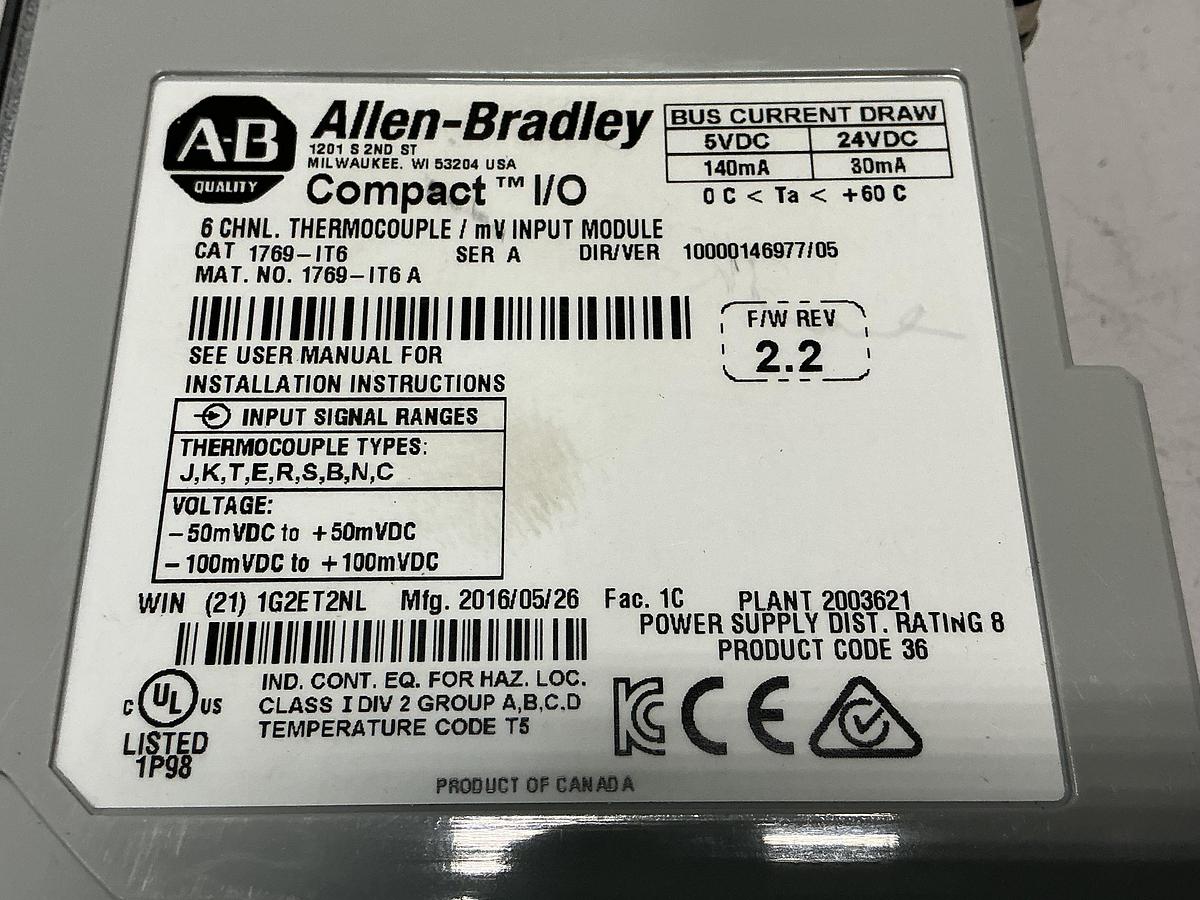 A-B
QUALITY
Allen-Bradley
1201 S 2ND ST
MILWAUKEE. WI 53204 USA
Compact ™ I/O
BUS CURRENT DRAW
5VDC 24VDC
140mA 30mA
0 C < Ta < +60 C
6 CHNL. THERMOCOUPLE / mV INPUT MODULE
CAT 1769-IT6 SER A DIR/VER 10000146977/05
MAT. NO. 1769-IT6 A
F/W REV
2.2
SEE USER MANUAL FOR
INSTALLATION INSTRUCTIONS
INPUT SIGNAL RANGES
THERMOCOUPLE TYPES:
J,K,T,E,R,S,B,N,C
VOLTAGE:
-50mVDC to +50mVDC
-100mVDC to +100mVDC
WIN (21) 1G2ET2NL Mfg. 2016/05/26 Fac. 1C PLANT 2003621
POWER SUPPLY DIST. RATING 8
PRODUCT CODE 36
C UL US
LISTED
1P98
IND. CONT. EQ. FOR HAZ. LOC.
CLASS I DIV 2 GROUP A,B,C,D
TEMPERATURE CODE T5
KC CE
PRODUCT OF CANADA